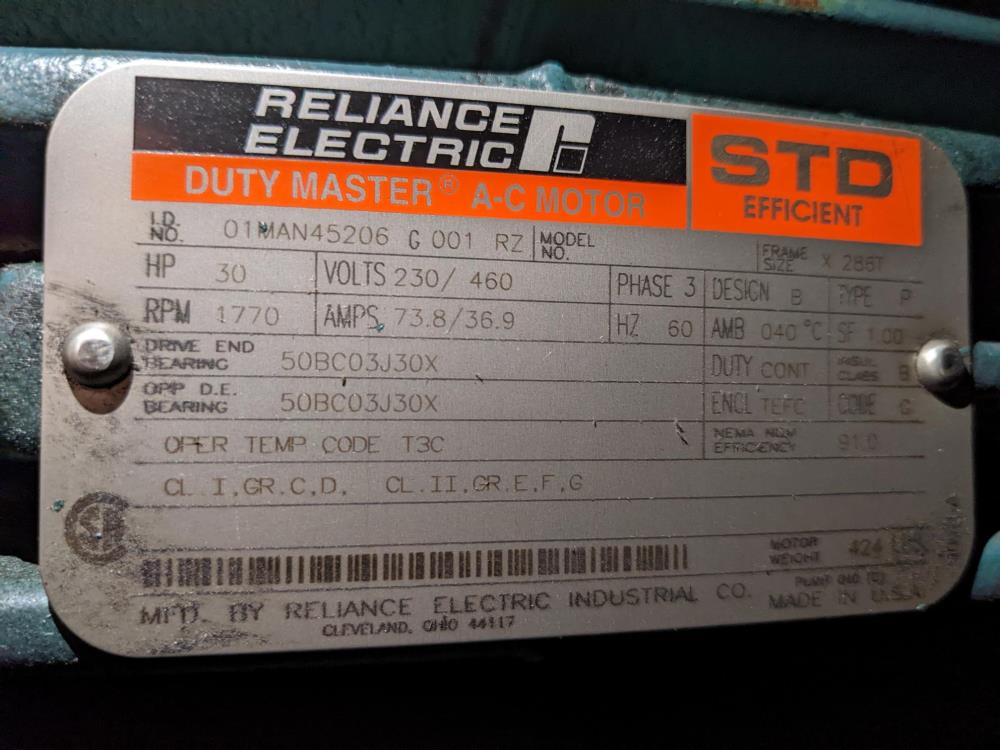 RELIANCE
ELECTRIC
DUTY MASTER® A-C MOTOR
STD
EFFICIENT
I.D. NO. 01MAN45206 G 001 RZ MODEL NO. FRAME SIZE X 286T
HP 30 VOLTS 230/ 460 PHASE 3 DESIGN B TYPE P
RPM 1770 AMPS 73.8/36.9 HZ 60 AMB 040 °C SF 1.00
DRIVE END BEARING 50BC03J30X DUTY CONT INSUL CLASS B
OPP D.E. BEARING 50BC03J30X ENCL TEFC CODE G
OPER TEMP CODE T3C NEMA NOM EFFICIENCY 91.0
CL.I,GR.C,D, CL.II,GR.E,F,G
MOTOR WEIGHT 424 LBS
MFD. BY RELIANCE ELECTRIC INDUSTRIAL CO. MADE IN U.S.A.
CLEVELAND, OHIO 44117